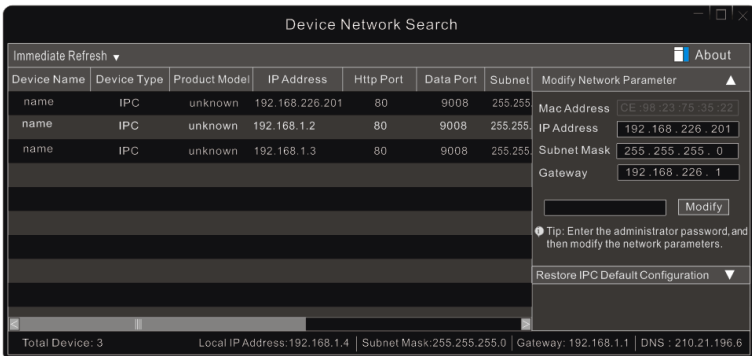 Device Network Search
Immediate Refresh
About
Device Name Device Type Product Model IP Address Http Port Data Port Subnet
name IPC unknown 192.168.226.201 80 9008 255.255
name IPC unknown 192.168.1.2 80 9008 255.255.
name IPC unknown 192.168.1.3 80 9008 255.255.
Modify Network Parameter
Mac Address CE:98:23:75:35:22
IP Address 192.168.226.201
Subnet Mask 255.255.255.0
Gateway 192.168.226.1
Modify
Tip: Enter the administrator password,and
then modify the network parameters.
Restore IPC Default Configuration
Total Device: 3 Local IP Address:192.168.1.4 Subnet Mask:255.255.255.0 Gateway: 192.168.1.1 DNS : 210.21.196.6